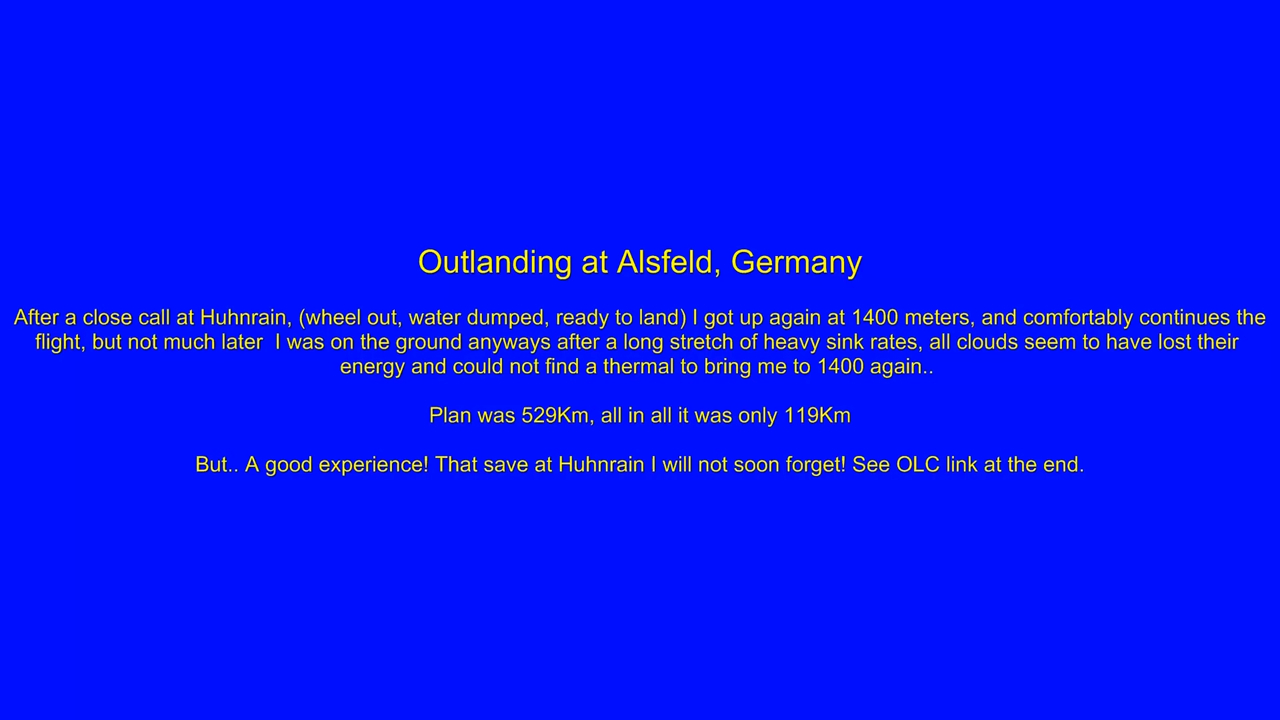 Outlanding at Alsfeld, Germany
After a close call at Huhnrain, (wheel out, water dumped, ready to land) I got up again at 1400 meters, and comfortably continues the
flight, but not much later  I was on the ground anyways after a long stretch of heavy sink rates, all clouds seem to have lost their
energy and could not find a thermal to bring me to 1400 again..
Plan was 529Km, all in all it was only 119Km
But.. A good experience! That save at Huhnrain I will not soon forget! See OLC link at the end.